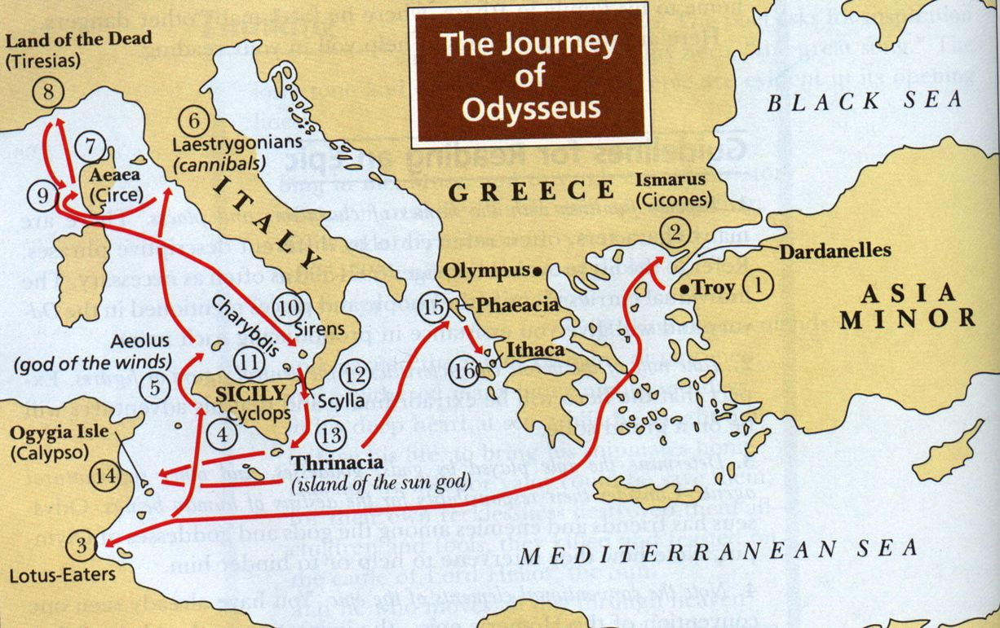 The Journey
of
Odysseus
Land of the Dead
(Tiresias)
8
7
Aeaea
(Circe)
9
6
Laestrygonians
(cannibals)
ITALY
BLACK SEA
GREECE
Ismarus
(Cicones)
2
Dardanelles
Olympus
Troy
1
ASIA
MINOR
15
Phaeacia
Ithaca
16
10
Sirens
Charybdis
11
Aeolus
(god of the winds)
5
12
Scylla
SICILY
Cyclops
4
13
Ogygia Isle
(Calypso)
14
Thrinacia
(island of the sun god)
3
Lotus-Eaters
MEDITERRANEAN SEA